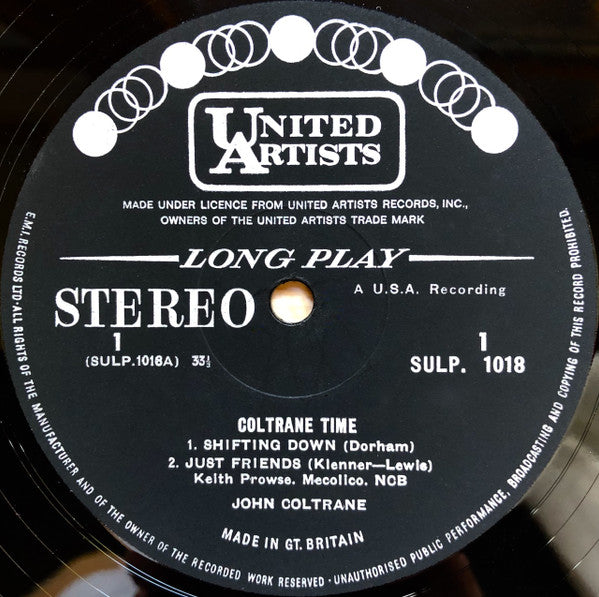 UNITED
ARTISTS
MADE UNDER LICENCE FROM UNITED ARTISTS RECORDS, INC.,
OWNERS OF THE UNITED ARTISTS TRADE MARK
LONG PLAY
STEREO
A U.S.A. Recording
1
(SULP.1018A) 33⅓
1
SULP. 1018
COLTRANE TIME
1. SHIFTING DOWN (Dorham)
2. JUST FRIENDS (Klenner—Lewis)
Keith Prowse. Mecolico. NCB
JOHN COLTRANE
MADE IN GT. BRITAIN
E.M.I. RECORDS LTD·ALL RIGHTS OF THE MANUFACTURER AND OF THE OWNER OF THE RECORDED WORK RESERVED · UNAUTHORISED PUBLIC PERFORMANCE, BROADCASTING AND COPYING OF THIS RECORD PROHIBITED.